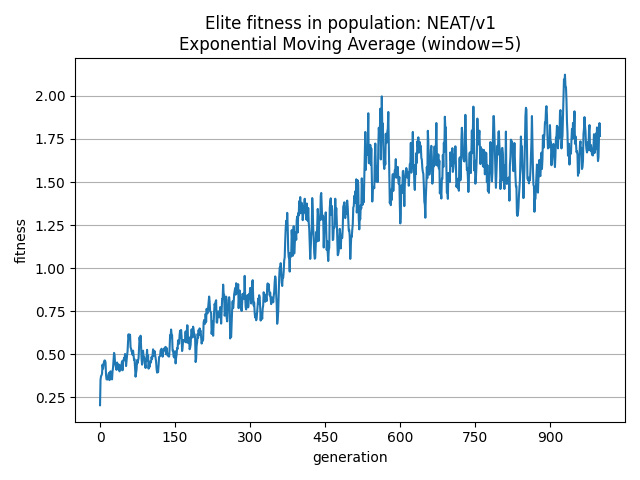 Elite fitness in population: NEAT/v1
Exponential Moving Average (window=5)
fitness
2.00
1.75
1.50
1.25
1.00
0.75
0.50
0.25
0 150 300 450 600 750 900
generation